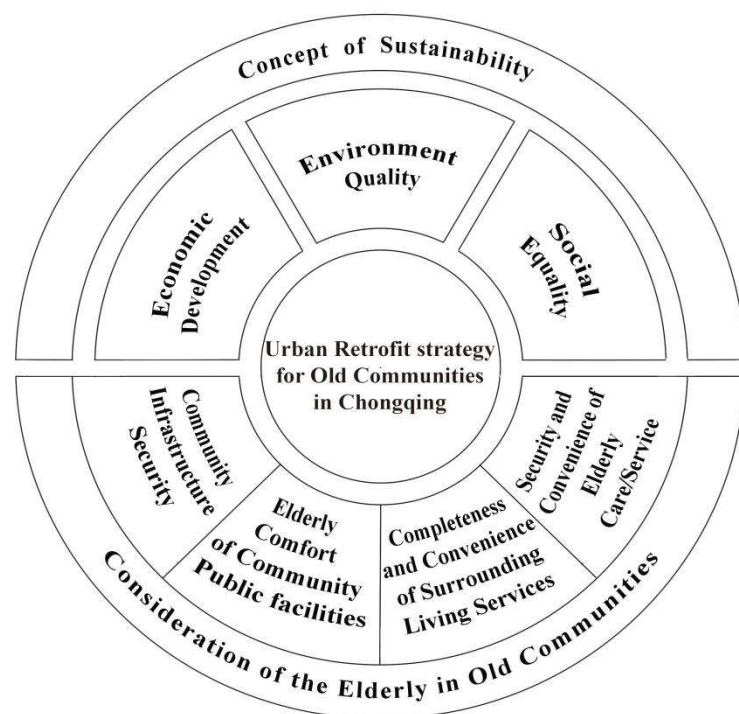 Concept of Sustainability
Economic
Development
Environment
Quality
Social
Equality
Urban Retrofit strategy
for Old Communities
in Chongqing
Community
Infrastructure
Security
Elderly
Comfort
of Community
Public facilities
Completeness
and Convenience
of Surrounding
Living Services
Security and
Convenience of
Elderly
Care/Service
Consideration of the Elderly in Old Communities